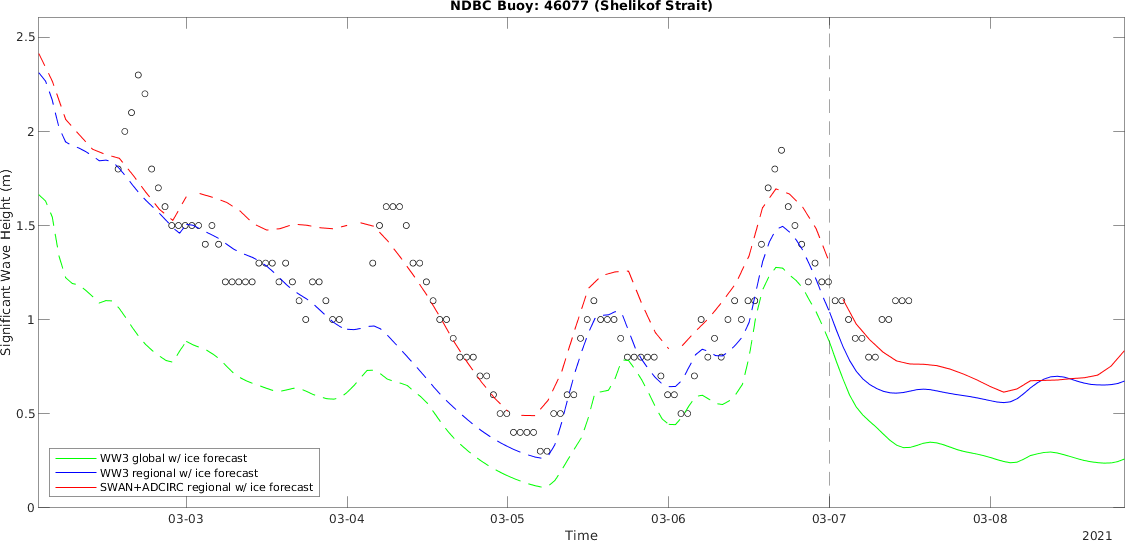 NDBC Buoy: 46077 (Shelikof Strait)
Significant Wave Height (m)
2.5
2
1.5
1
0.5
0
WW3 global w/ ice forecast
WW3 regional w/ ice forecast
SWAN+ADCIRC regional w/ ice forecast
03-03
03-04
03-05
03-06
03-07
03-08
Time
2021